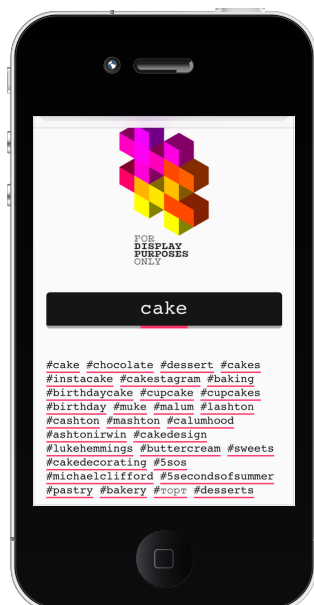 FOR
DISPLAY
PURPOSES
ONLY
cake
#cake #chocolate #dessert #cakes
#instacake #cakestagram #baking
#birthdaycake #cupcake #cupcakes
#birthday #muke #malum #lashton
#cashton #mashton #calumhood
#ashtonirwin #cakedesign
#lukehemmings #buttercream #sweets
#cakedecorating #5sos
#michaelclifford #5secondsofsummer
#pastry #bakery #торт #desserts